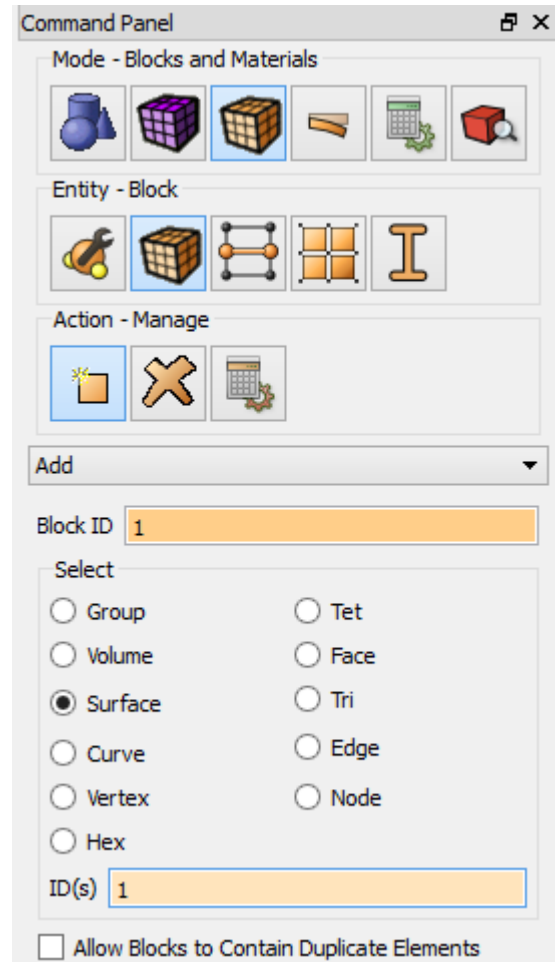 Command Panel
Mode - Blocks and Materials
Entity - Block
Action - Manage
Add
Block ID 1
Select
Group Tet
Volume Face
Surface Tri
Curve Edge
Vertex Node
Hex
ID(s) 1
Allow Blocks to Contain Duplicate Elements